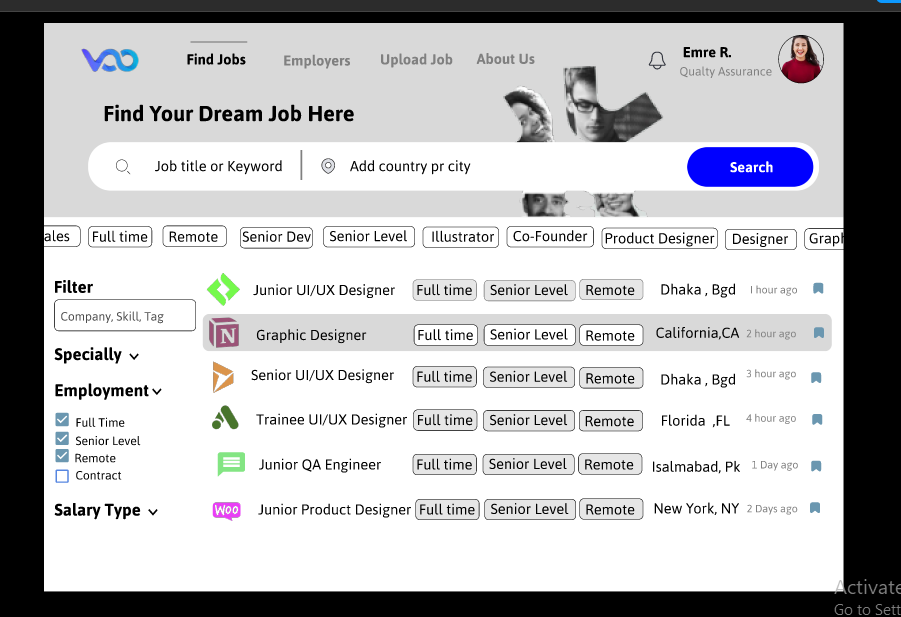 Find Jobs Employers Upload Job About Us
Emre R.
Qualty Assurance
Find Your Dream Job Here
Job title or Keyword Add country pr city Search
ales Full time Remote Senior Dev Senior Level Illustrator Co-Founder Product Designer Designer Graph
Filter
Company, Skill, Tag
Specially
Employment
Full Time
Senior Level
Remote
Contract
Salary Type
Junior UI/UX Designer Full time Senior Level Remote Dhaka , Bgd 1 hour ago
N Graphic Designer Full time Senior Level Remote California,CA 2 hour ago
Senior UI/UX Designer Full time Senior Level Remote Dhaka , Bgd 3 hour ago
Trainee UI/UX Designer Full time Senior Level Remote Florida ,FL 4 hour ago
Junior QA Engineer Full time Senior Level Remote Isalmabad, Pk 1 Day ago
Woo Junior Product Designer Full time Senior Level Remote New York, NY 2 Days ago
Activate
Go to Sett